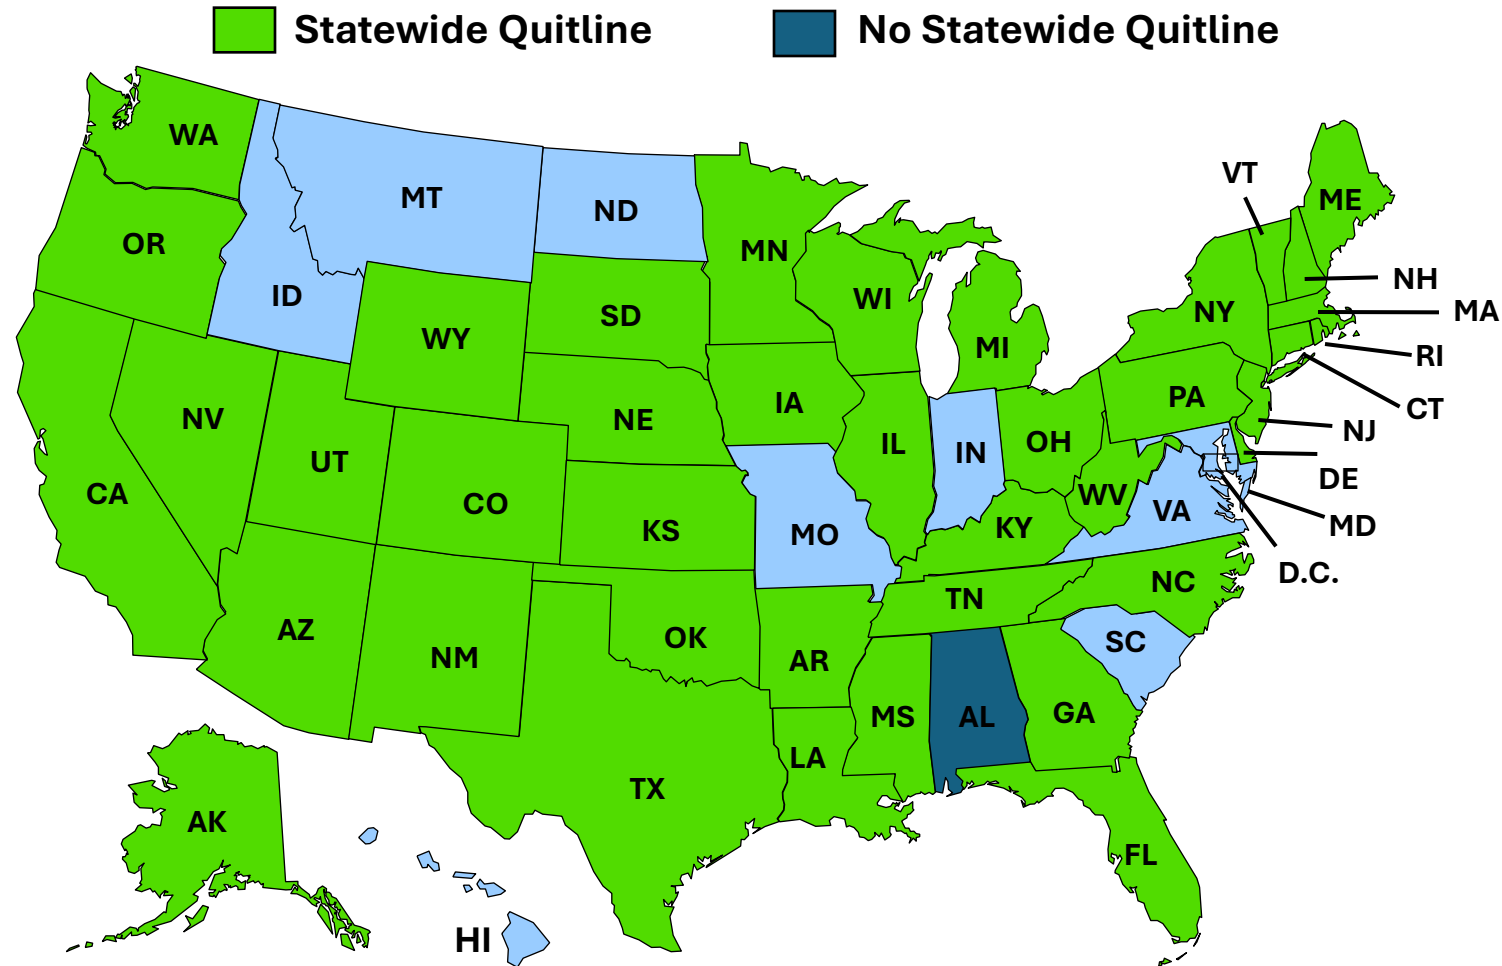 Statewide Quitline
No Statewide Quitline
WA
MT
ND
VT
ME
OR
MN
ID
WI
NH
SD
NY
MA
WY
MI
RI
IA
PA
CT
NV
NE
NJ
UT
IL
IN
OH
DE
CA
CO
WV
VA
MD
KS
MO
KY
D.C.
NC
TN
AZ
OK
SC
NM
AR
MS
AL
GA
LA
TX
AK
FL
HI